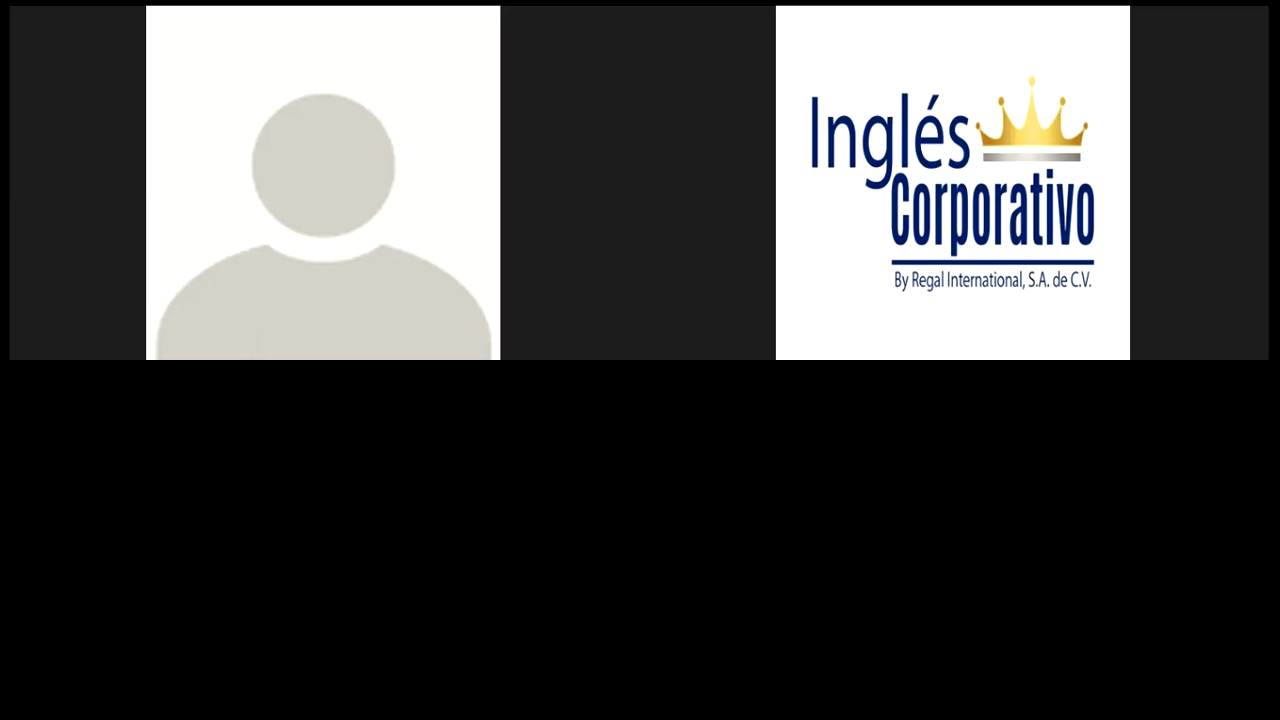 Inglés
Corporativo
By Regal International, S.A. de C.V.